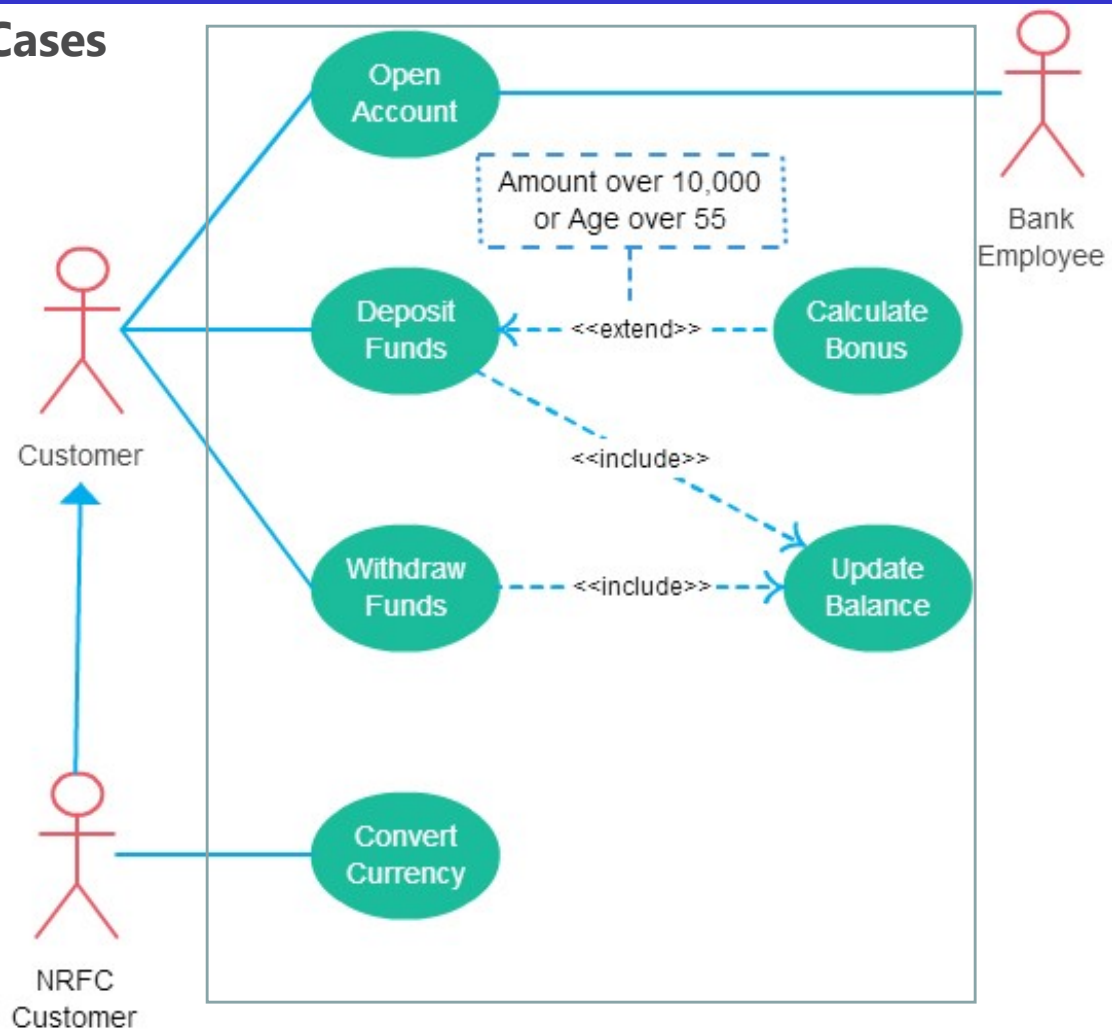 Cases
Open
Account
Amount over 10,000
or Age over 55
Bank
Employee
Deposit
Funds
<<extend>>
Calculate
Bonus
Customer
<<include>>
Withdraw
Funds
<<include>>
Update
Balance
Convert
Currency
NRFC
Customer